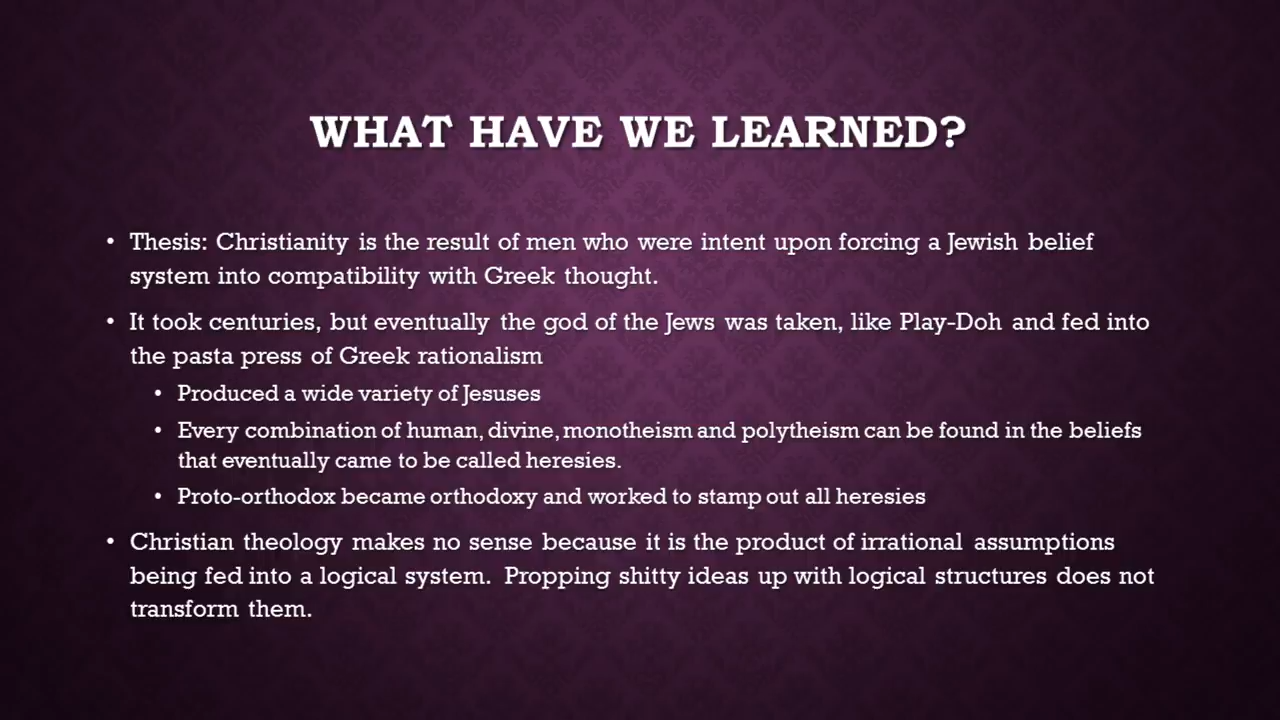 WHAT HAVE WE LEARNED?
• Thesis: Christianity is the result of men who were intent upon forcing a Jewish belief
system into compatibility with Greek thought.
• It took centuries, but eventually the god of the Jews was taken, like Play-Doh and fed into
the pasta press of Greek rationalism
• Produced a wide variety of Jesuses
• Every combination of human, divine, monotheism and polytheism can be found in the beliefs
that eventually came to be called heresies.
• Proto-orthodox became orthodoxy and worked to stamp out all heresies
• Christian theology makes no sense because it is the product of irrational assumptions
being fed into a logical system. Propping shitty ideas up with logical structures does not
transform them.